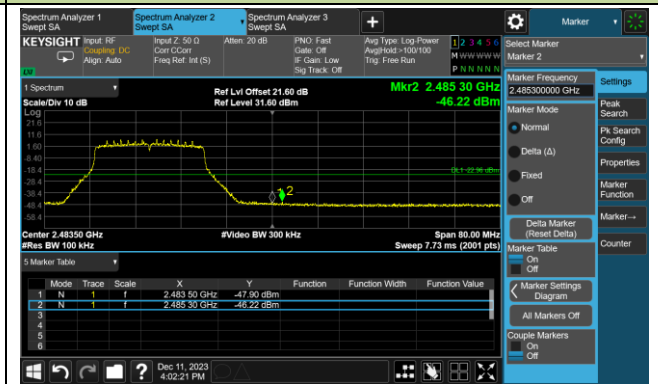 Spectrum Analyzer 1
Swept SA
Spectrum Analyzer 2
Swept SA
Spectrum Analyzer 3
Swept SA
+
Marker
KEYSIGHT
Input: RF
Coupling: DC
Align: Auto
Input Z: 50 Ω
Corr CCorr
Freq Ref: Int (S)
Atten: 20 dB
PNO: Fast
Gate: Off
IF Gain: Low
Sig Track: Off
Avg Type: Log-Power
Avg|Hold:>100/100
Trig: Free Run
1 2 3 4 5 6
M W W W W W
P N N N N N
LW
Select Marker
Marker 2
1 Spectrum
Scale/Div 10 dB
Log
Ref Lvl Offset 21.60 dB
Ref Level 31.60 dBm
Mkr2 2.485 30 GHz
-46.22 dBm
21.6
11.6
1.60
-8.40
-18.4
-28.4
-38.4
-48.4
-58.4
DL1 -22.96 dBm
2
Center 2.48350 GHz
#Res BW 100 kHz
#Video BW 300 kHz
Span 80.00 MHz
Sweep 7.73 ms (2001 pts)
5 Marker Table
Mode Trace Scale X Y Function Function Width Function Value
1 N 1 f 2.483 50 GHz -47.90 dBm
2 N 1 f 2.485 30 GHz -46.22 dBm
3
4
5
6
Marker Frequency
2.485300000 GHz
Marker Mode
Normal
Delta (Δ)
Fixed
Off
Delta Marker
(Reset Delta)
Marker Table
On
Off
Marker Settings
Diagram
All Markers Off
Couple Markers
On
Off
Settings
Peak
Search
Pk Search
Config
Properties
Marker
Function
Marker→
Counter
?
Dec 11, 2023
4:02:21 PM